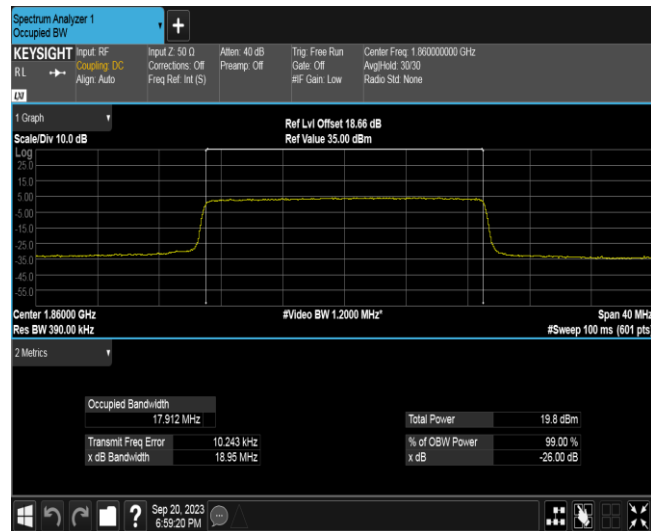 Spectrum Analyzer 1
Occupied BW
+
KEYSIGHT
RL
LXI
Input: RF
Coupling: DC
Align: Auto
Input Z: 50 Ω
Corrections: Off
Freq Ref: Int (S)
Atten: 40 dB
Preamp: Off
Trig: Free Run
Gate: Off
#IF Gain: Low
Center Freq: 1.860000000 GHz
Avg|Hold: 30/30
Radio Std: None
1 Graph
Scale/Div 10.0 dB
Ref Lvl Offset 18.66 dB
Ref Value 35.00 dBm
Log
25.0
15.0
5.00
-5.00
-15.0
-25.0
-35.0
-45.0
-55.0
Center 1.86000 GHz
#Video BW 1.2000 MHz*
Span 40 MHz
Res BW 390.00 kHz
#Sweep 100 ms (601 pts)
2 Metrics
Occupied Bandwidth
17.912 MHz
Total Power 19.8 dBm
Transmit Freq Error 10.243 kHz
% of OBW Power 99.00 %
x dB Bandwidth 18.95 MHz
x dB -26.00 dB
?
Sep 20, 2023
6:59:20 PM